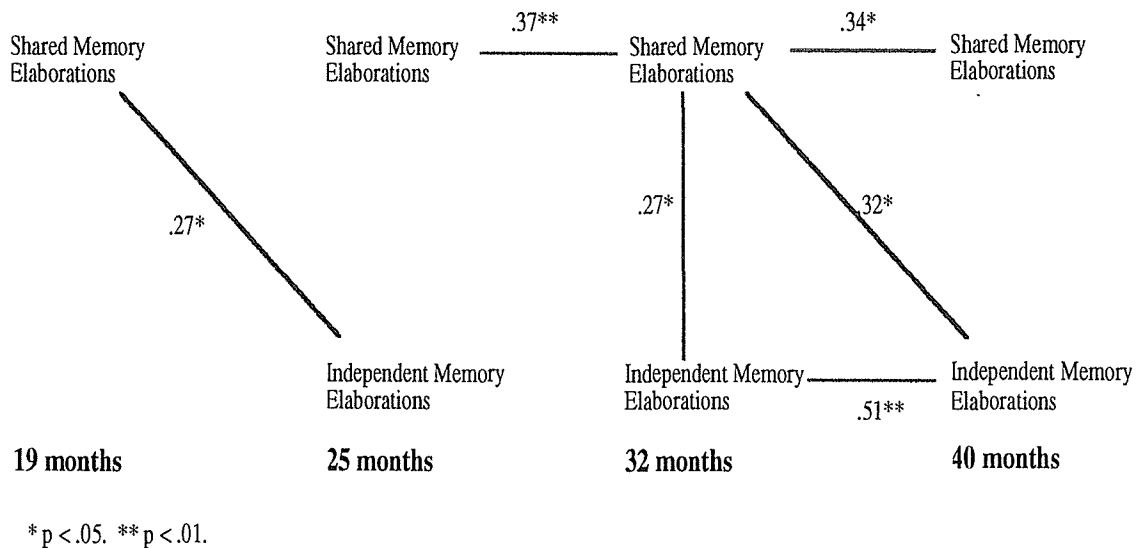 .37**
.34*
Shared Memory
Elaborations
Shared Memory
Elaborations
Shared Memory
Elaborations
Shared Memory
Elaborations
.27*
.27*
.32*
Independent Memory
Elaborations
Independent Memory
Elaborations
Independent Memory
Elaborations
.51**
19 months
25 months
32 months
40 months
* p < .05. ** p < .01.